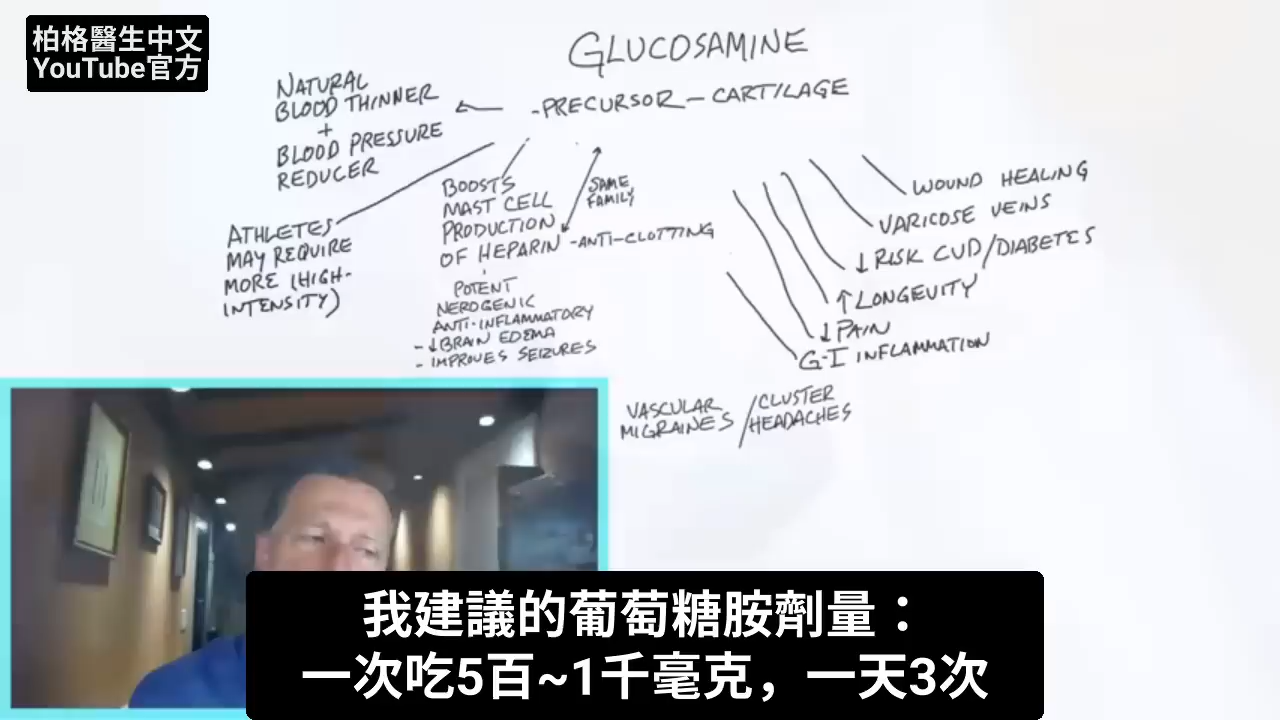 柏格醫生中文
YouTube官方
GLUCOSAMINE
-PRECURSOR-CARTILAGE
NATURAL
BLOOD THINNER
+
BLOOD PRESSURE
REDUCER
ATHLETES
MAY REQUIRE
MORE (HIGH-
INTENSITY)
BOOSTS
MAST CELL
PRODUCTION
OF HEPARIN -ANTI-CLOTTING
SAME
FAMILY
POTENT
NEROGENIC
ANTI-INFLAMMATORY
- ↓BRAIN EDEMA
- IMPROVES SEIZURES
WOUND HEALING
VARICOSE VEINS
↓RISK CVD/DIABETES
↑LONGEVITY
↓PAIN
G-I INFLAMMATION
VASCULAR
MIGRAINES
/CLUSTER
HEADACHES
我建議的葡萄糖胺劑量：
一次吃5百~1千毫克，一天3次